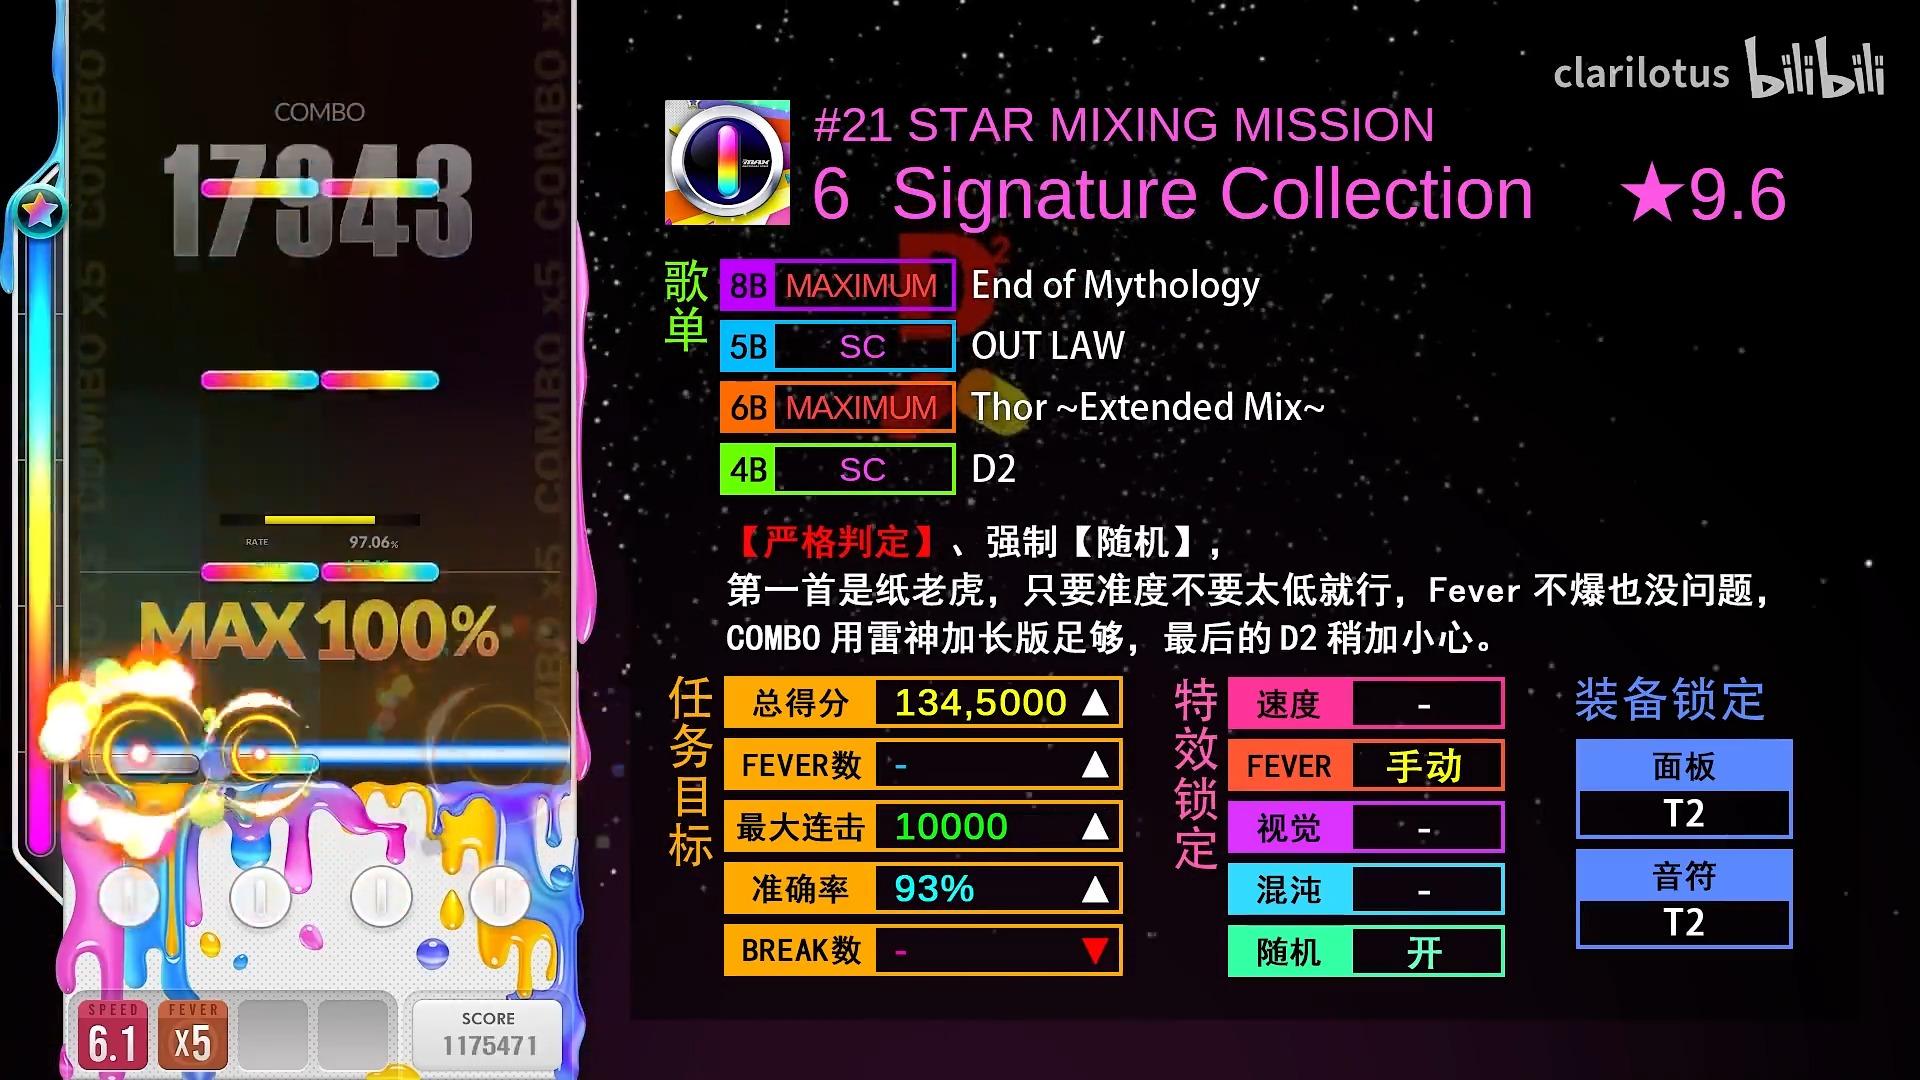 clarilotus bilibili
COMBO
17943
RATE 97.06%
MAX 100%
SPEED
6.1
FEVER
x5
SCORE
1175471
#21 STAR MIXING MISSION
6 Signature Collection ★9.6
歌单
8B MAXIMUM End of Mythology
5B SC OUT LAW
6B MAXIMUM Thor ~Extended Mix~
4B SC D2
【严格判定】、强制【随机】,
第一首是纸老虎，只要准度不要太低就行，Fever 不爆也没问题，
COMBO 用雷神加长版足够，最后的 D2 稍加小心。
任务目标
总得分 134,5000 ▲
FEVER数 - ▲
最大连击 10000 ▲
准确率 93% ▲
BREAK数 - ▼
特效锁定
速度 -
FEVER 手动
视觉 -
混沌 -
随机 开
装备锁定
面板
T2
音符
T2